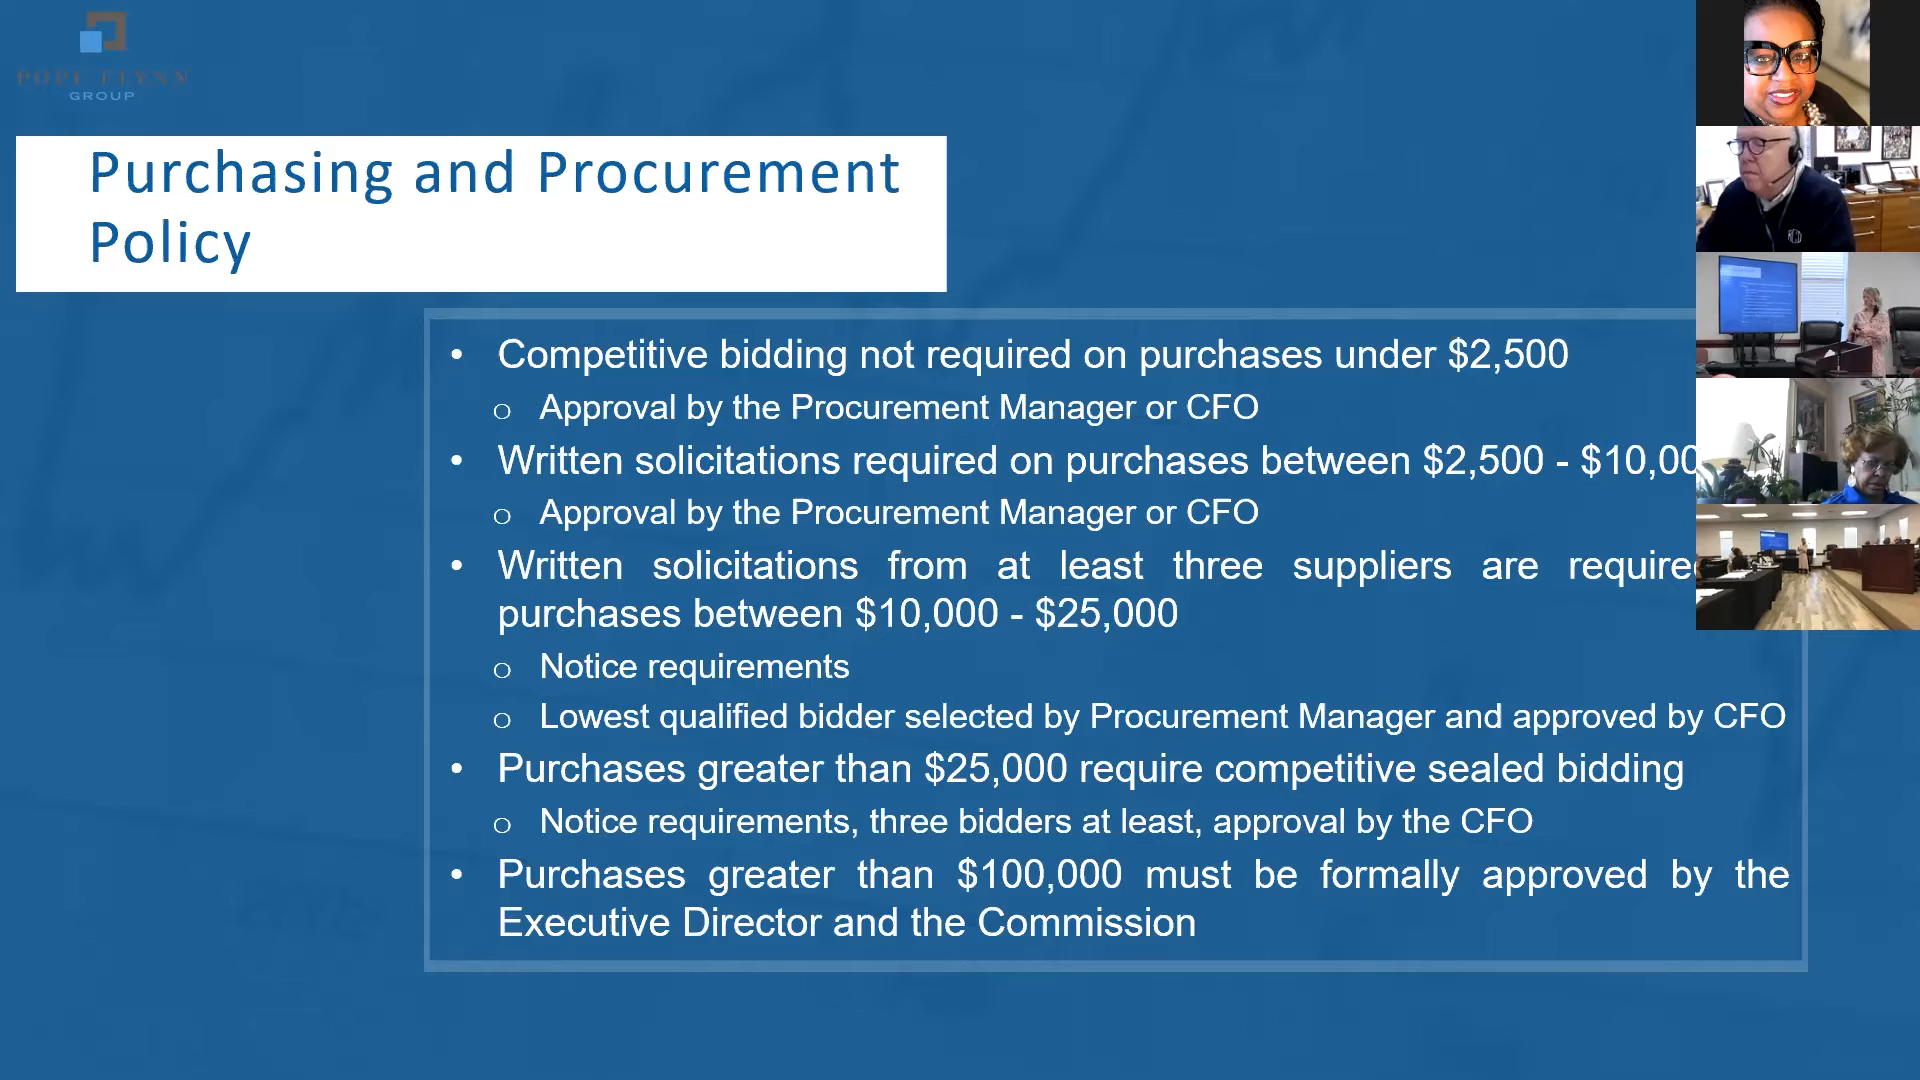 POPE FLYNN
GROUP
Purchasing and Procurement
Policy
• Competitive bidding not required on purchases under $2,500
o Approval by the Procurement Manager or CFO
• Written solicitations required on purchases between $2,500 - $10,00
o Approval by the Procurement Manager or CFO
• Written solicitations from at least three suppliers are require
purchases between $10,000 - $25,000
o Notice requirements
o Lowest qualified bidder selected by Procurement Manager and approved by CFO
• Purchases greater than $25,000 require competitive sealed bidding
o Notice requirements, three bidders at least, approval by the CFO
• Purchases greater than $100,000 must be formally approved by the
Executive Director and the Commission